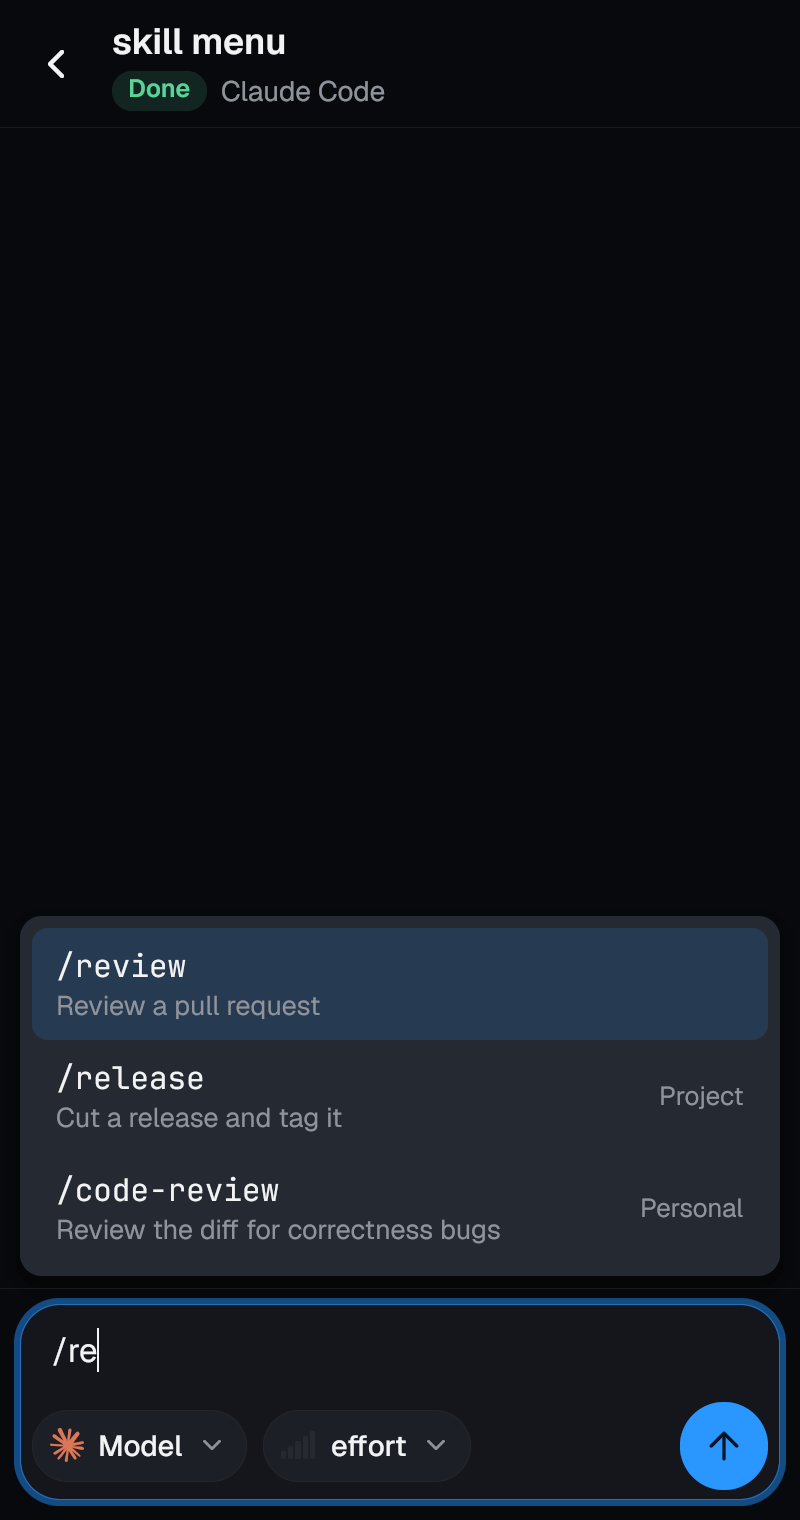 skill menu
Done Claude Code
/review
Review a pull request
/release
Cut a release and tag it
Project
/code-review
Review the diff for correctness bugs
Personal
/re
Model effort